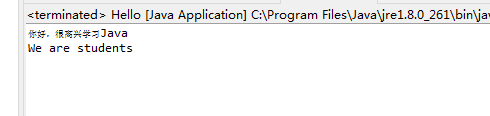 <terminated> Hello [Java Application] C:\Program Files\Java\jre1.8.0_261\bin\jav
你好，很高兴学习Java
We are students